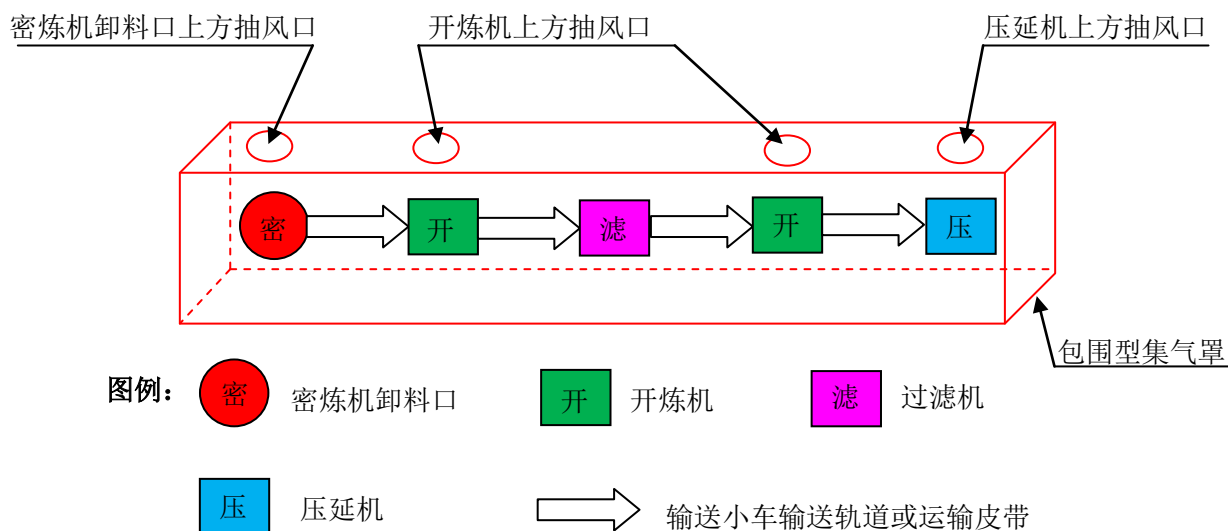 密炼机卸料口上方抽风口 开炼机上方抽风口 压延机上方抽风口
密 开 滤 开 压
包围型集气罩
图例： 密 密炼机卸料口 开 开炼机 滤 过滤机
压 压延机 输送小车输送轨道或运输皮带